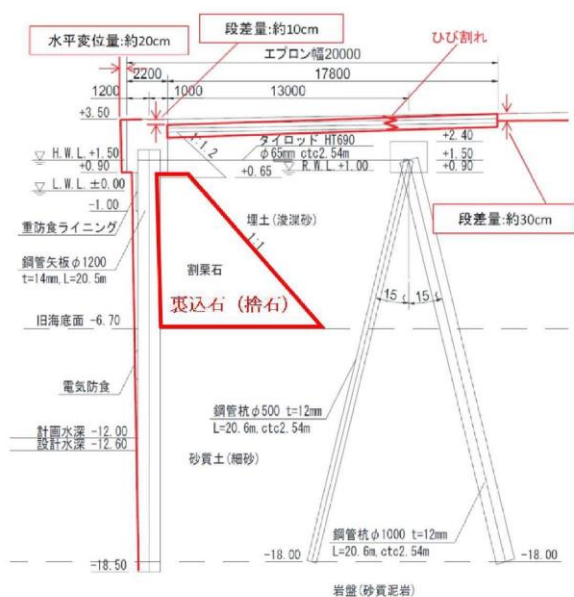 水平変位量:約20cm
段差量:約10cm
ひび割れ
エプロン幅20000
2200
17800
1200
1000
13000
+3.50
1:1.2
タイロッド HT690
φ65mm ctc2.54m
H.W.L.+1.50
+0.90
+0.65
R.W.L.+1.00
+2.40
+1.50
+0.90
L.W.L.±0.00
-1.00
段差量:約30cm
重防食ライニング
埋土(浚渫砂)
1:1
鋼管矢板φ1200
t=14mm,L=20.5m
割栗石
裏込石(捨石)
15°
15°
旧海底面 -6.70
電気防食
鋼管杭φ500 t=12mm
L=20.6m,ctc2.54m
計画水深 -12.00
設計水深 -12.60
砂質土(細砂)
鋼管杭φ1000 t=12mm
L=20.6m,ctc2.54m
-18.00
-18.00
-18.50
岩盤(砂質泥岩)